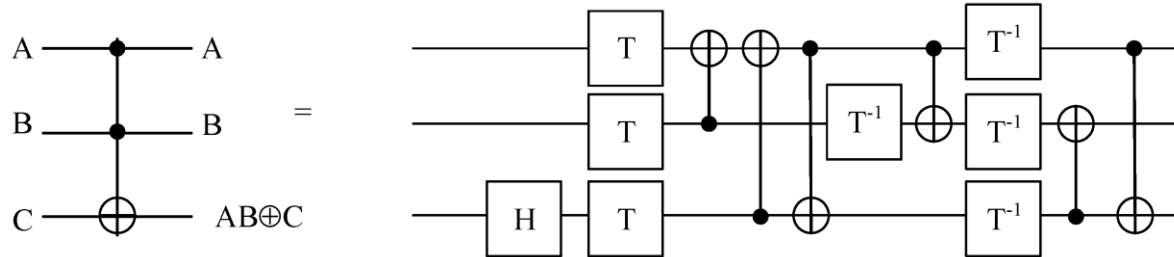 A A
B B
C AB⊕C
=
T T⁻¹
T T⁻¹ T⁻¹
H T T⁻¹